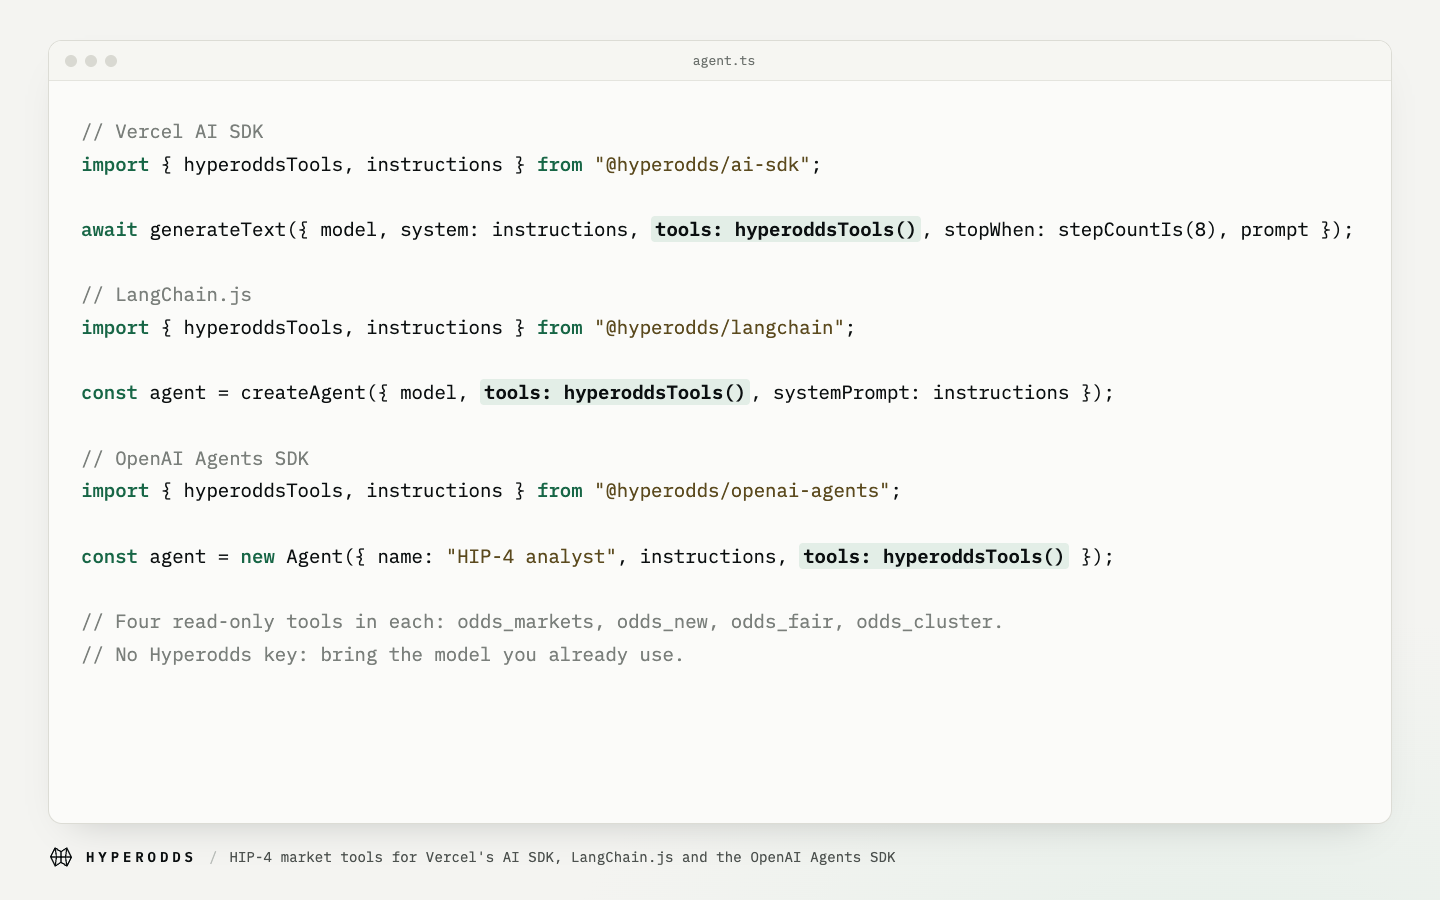 agent.ts
// Vercel AI SDK
import { hyperoddsTools, instructions } from "@hyperodds/ai-sdk";
await generateText({ model, system: instructions, tools: hyperoddsTools(), stopWhen: stepCountIs(8), prompt });
// LangChain.js
import { hyperoddsTools, instructions } from "@hyperodds/langchain";
const agent = createAgent({ model, tools: hyperoddsTools(), systemPrompt: instructions });
// OpenAI Agents SDK
import { hyperoddsTools, instructions } from "@hyperodds/openai-agents";
const agent = new Agent({ name: "HIP-4 analyst", instructions, tools: hyperoddsTools() });
// Four read-only tools in each: odds_markets, odds_new, odds_fair, odds_cluster.
// No Hyperodds key: bring the model you already use.
HYPERODDS / HIP-4 market tools for Vercel's AI SDK, LangChain.js and the OpenAI Agents SDK